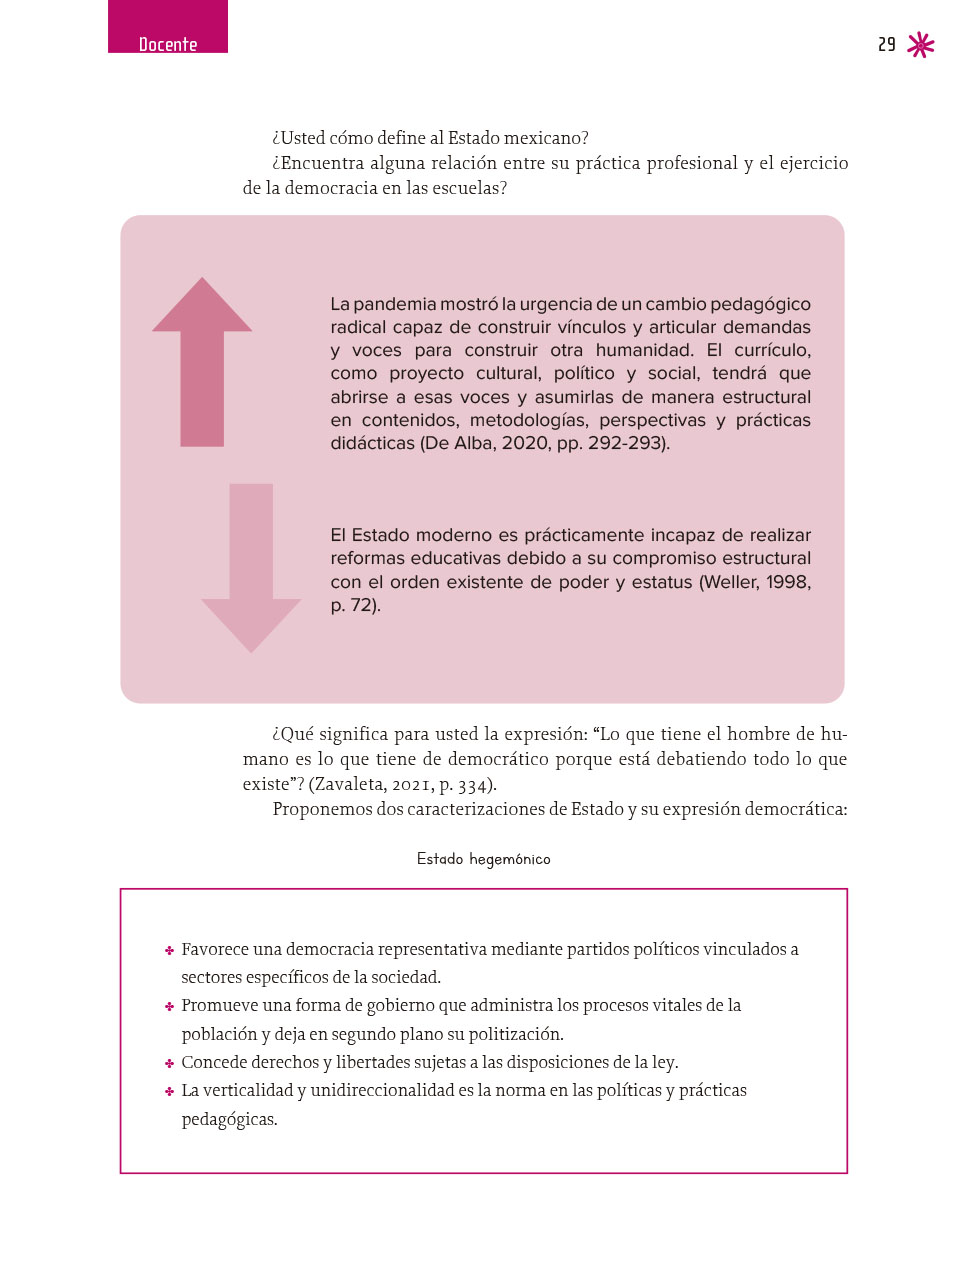 Docente
29
¿Usted cómo define al Estado mexicano?
¿Encuentra alguna relación entre su práctica profesional y el ejercicio
de la democracia en las escuelas?
La pandemia mostró la urgencia de un cambio pedagógico
radical capaz de construir vínculos y articular demandas
y voces para construir otra humanidad. El currículo,
como proyecto cultural, político y social, tendrá que
abrirse a esas voces y asumirlas de manera estructural
en contenidos, metodologías, perspectivas y prácticas
didácticas (De Alba, 2020, pp. 292-293).
El Estado moderno es prácticamente incapaz de realizar
reformas educativas debido a su compromiso estructural
con el orden existente de poder y estatus (Weller, 1998,
p. 72).
¿Qué significa para usted la expresión: “Lo que tiene el hombre de hu-
mano es lo que tiene de democrático porque está debatiendo todo lo que
existe”? (Zavaleta, 2021, p. 334).
Proponemos dos caracterizaciones de Estado y su expresión democrática:
Estado hegemónico
✤ Favorece una democracia representativa mediante partidos políticos vinculados a
sectores específicos de la sociedad.
✤ Promueve una forma de gobierno que administra los procesos vitales de la
población y deja en segundo plano su politización.
✤ Concede derechos y libertades sujetas a las disposiciones de la ley.
✤ La verticalidad y unidireccionalidad es la norma en las políticas y prácticas
pedagógicas.